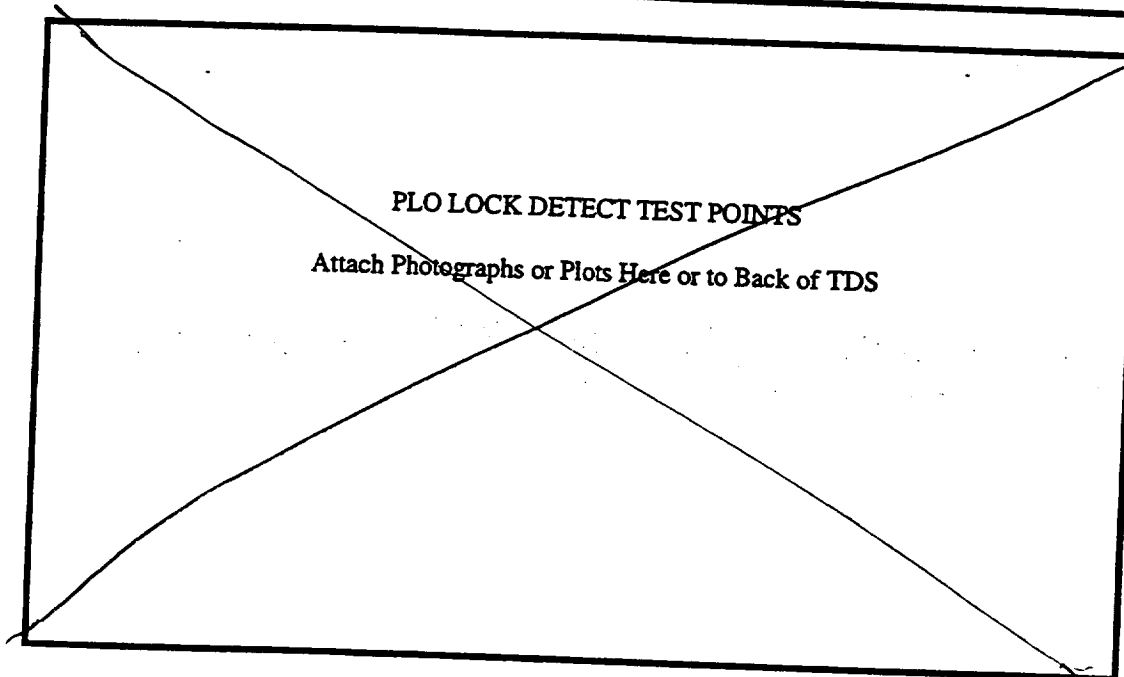 PLO LOCK DETECT TEST POINTS
Attach Photographs or Plots Here or to Back of TDS